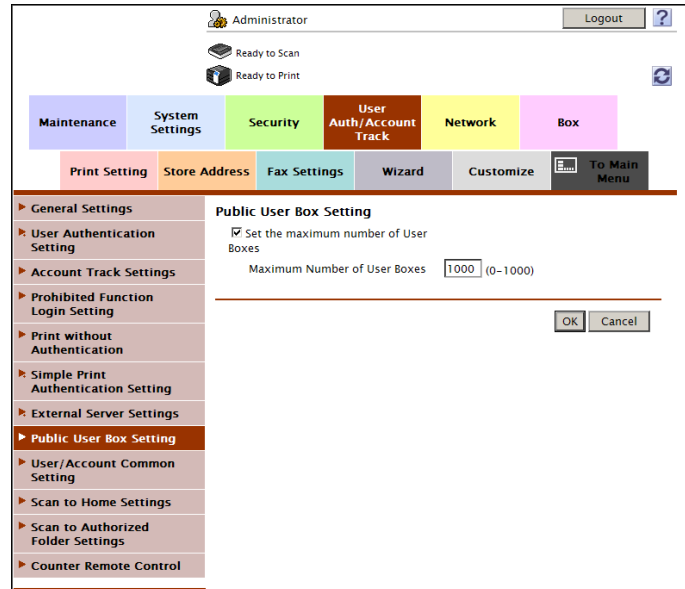 Administrator
Logout
?
Ready to Scan
Ready to Print
Maintenance
System
Settings
Security
User
Auth/Account
Track
Network
Box
Print Setting
Store Address
Fax Settings
Wizard
Customize
To Main
Menu
General Settings
User Authentication
Setting
Account Track Settings
Prohibited Function
Login Setting
Print without
Authentication
Simple Print
Authentication Setting
External Server Settings
Public User Box Setting
User/Account Common
Setting
Scan to Home Settings
Scan to Authorized
Folder Settings
Counter Remote Control
Public User Box Setting
Set the maximum number of User
Boxes
Maximum Number of User Boxes 1000 (0-1000)
OK
Cancel